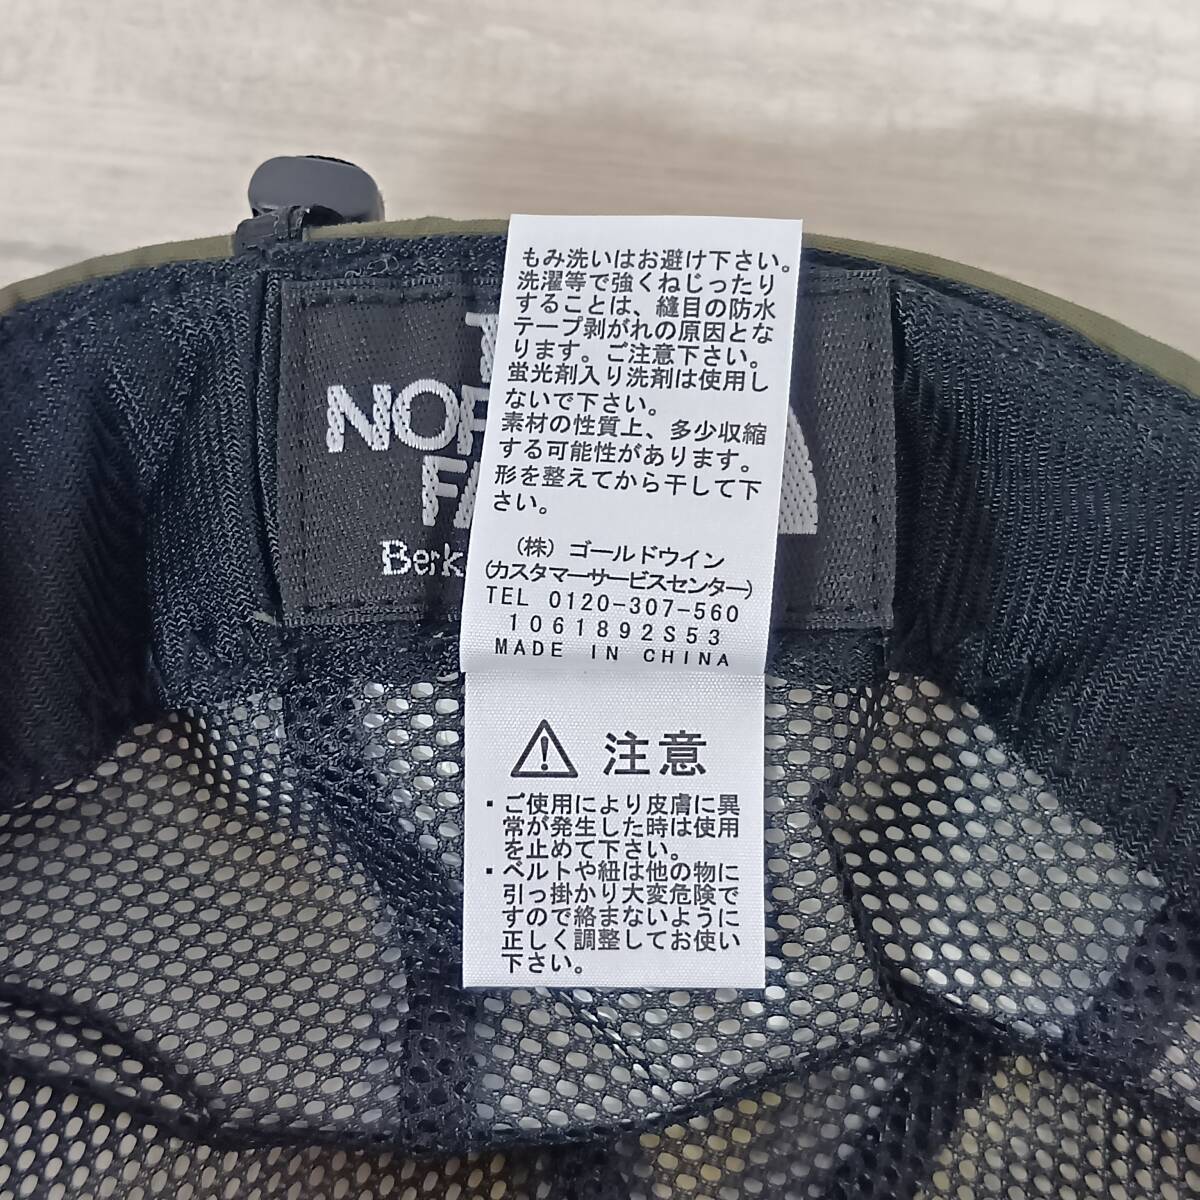 もみ洗いはお避け下さい。
洗濯等で強くねじったり
することは、縫目の防水
テープ剥がれの原因とな
ります。ご注意下さい。
蛍光剤入り洗剤は使用し
ないで下さい。
素材の性質上、多少収縮
する可能性があります。
形を整えてから干して下
さい。
(株) ゴールドウイン
(カスタマーサービスセンター)
TEL 0120-307-560
1061892S53
MADE IN CHINA
注意
・ご使用により皮膚に異
常が発生した時は使用
を止めて下さい。
・ベルトや紐は他の物に
引っ掛かり大変危険で
すので絡まないように
正しく調整してお使い
下さい。